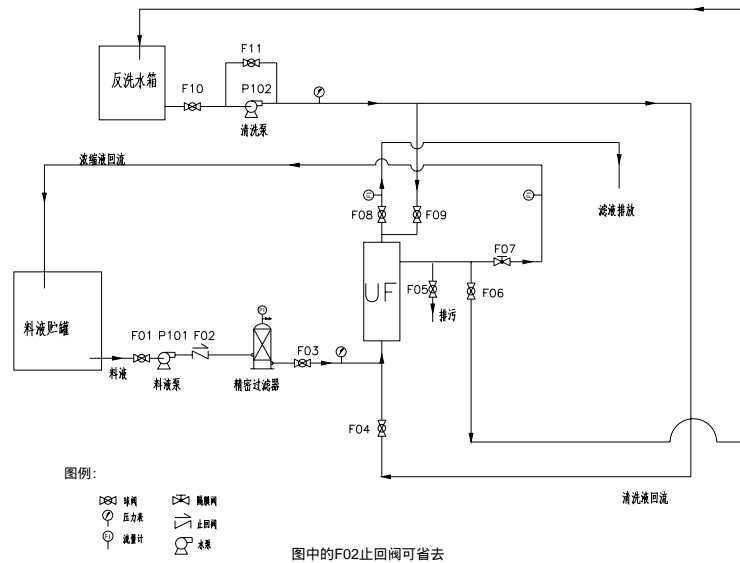 F11
反洗水箱
F10
P102
清洗泵
浓缩液回流
F08
F09
滤液排放
F07
UF
F05
F06
排污
料液贮罐
F01
P101
F02
FI
F03
料液
料液泵
精密过滤器
F04
图例：
清洗液回流
球阀
隔膜阀
压力表
止回阀
FI
流量计
水泵
图中的F02止回阀可省去